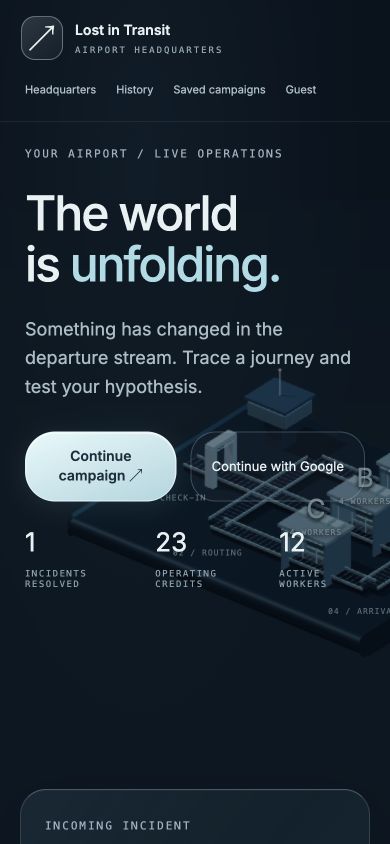 Lost in Transit
AIRPORT HEADQUARTERS
Headquarters History Saved campaigns Guest
YOUR AIRPORT / LIVE OPERATIONS
The world
is unfolding.
Something has changed in the
departure stream. Trace a journey and
test your hypothesis.
Continue
campaign ↗
Continue with Google
B
4 WORKERS
CHECK-IN
C
4 WORKERS
1 23 12
/ ROUTING
INCIDENTS
RESOLVED
OPERATING
CREDITS
ACTIVE
WORKERS
04 / ARRIVA
INCOMING INCIDENT